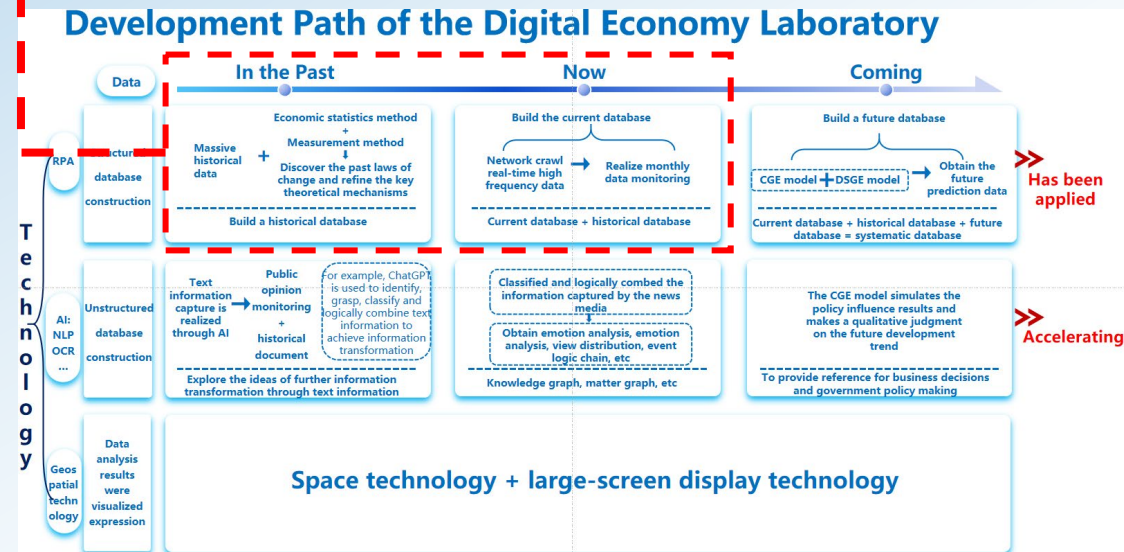 Development Path of the Digital Economy Laboratory
Data
In the Past
Now
Coming
Technology
RPA
Structured
database
construction
Massive
historical
data
+
Economic statistics method
+
Measurement method
Discover the past laws of
change and refine the key
theoretical mechanisms
Build a historical database
Build the current database
Network crawl
real-time high
frequency data
Realize monthly
data monitoring
Current database + historical database
Build a future database
CGE model + DSGE model
Obtain the
future
prediction data
Current database + historical database + future
database = systematic database
Has been
applied
AI:
NLP
OCR
...
Unstructured
database
construction
Text
information
capture is
realized
through AI
Public
opinion
monitoring
+
historical
document
For example, ChatGPT
is used to identify,
grasp, classify and
logically combine text
information to
achieve information
transformation
Explore the ideas of further information
transformation through text information
Classified and logically combed the
information captured by the news
media
Obtain emotion analysis, emotion
analysis, view distribution, event
logic chain, etc
Knowledge graph, matter graph, etc
The CGE model simulates the
policy influence results and
makes a qualitative judgment
on the future development
trend
To provide reference for business decisions
and government policy making
Accelerating
Geos
patial
techn
ology
Data
analysis
results
were
visualized
expression
Space technology + large-screen display technology